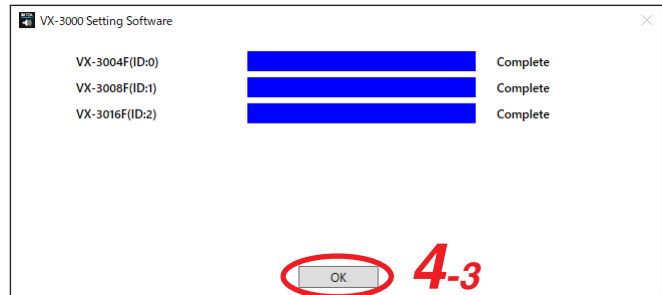 VX-3000 Setting Software
VX-3004F(ID:0) Complete
VX-3008F(ID:1) Complete
VX-3016F(ID:2) Complete
OK 4-3